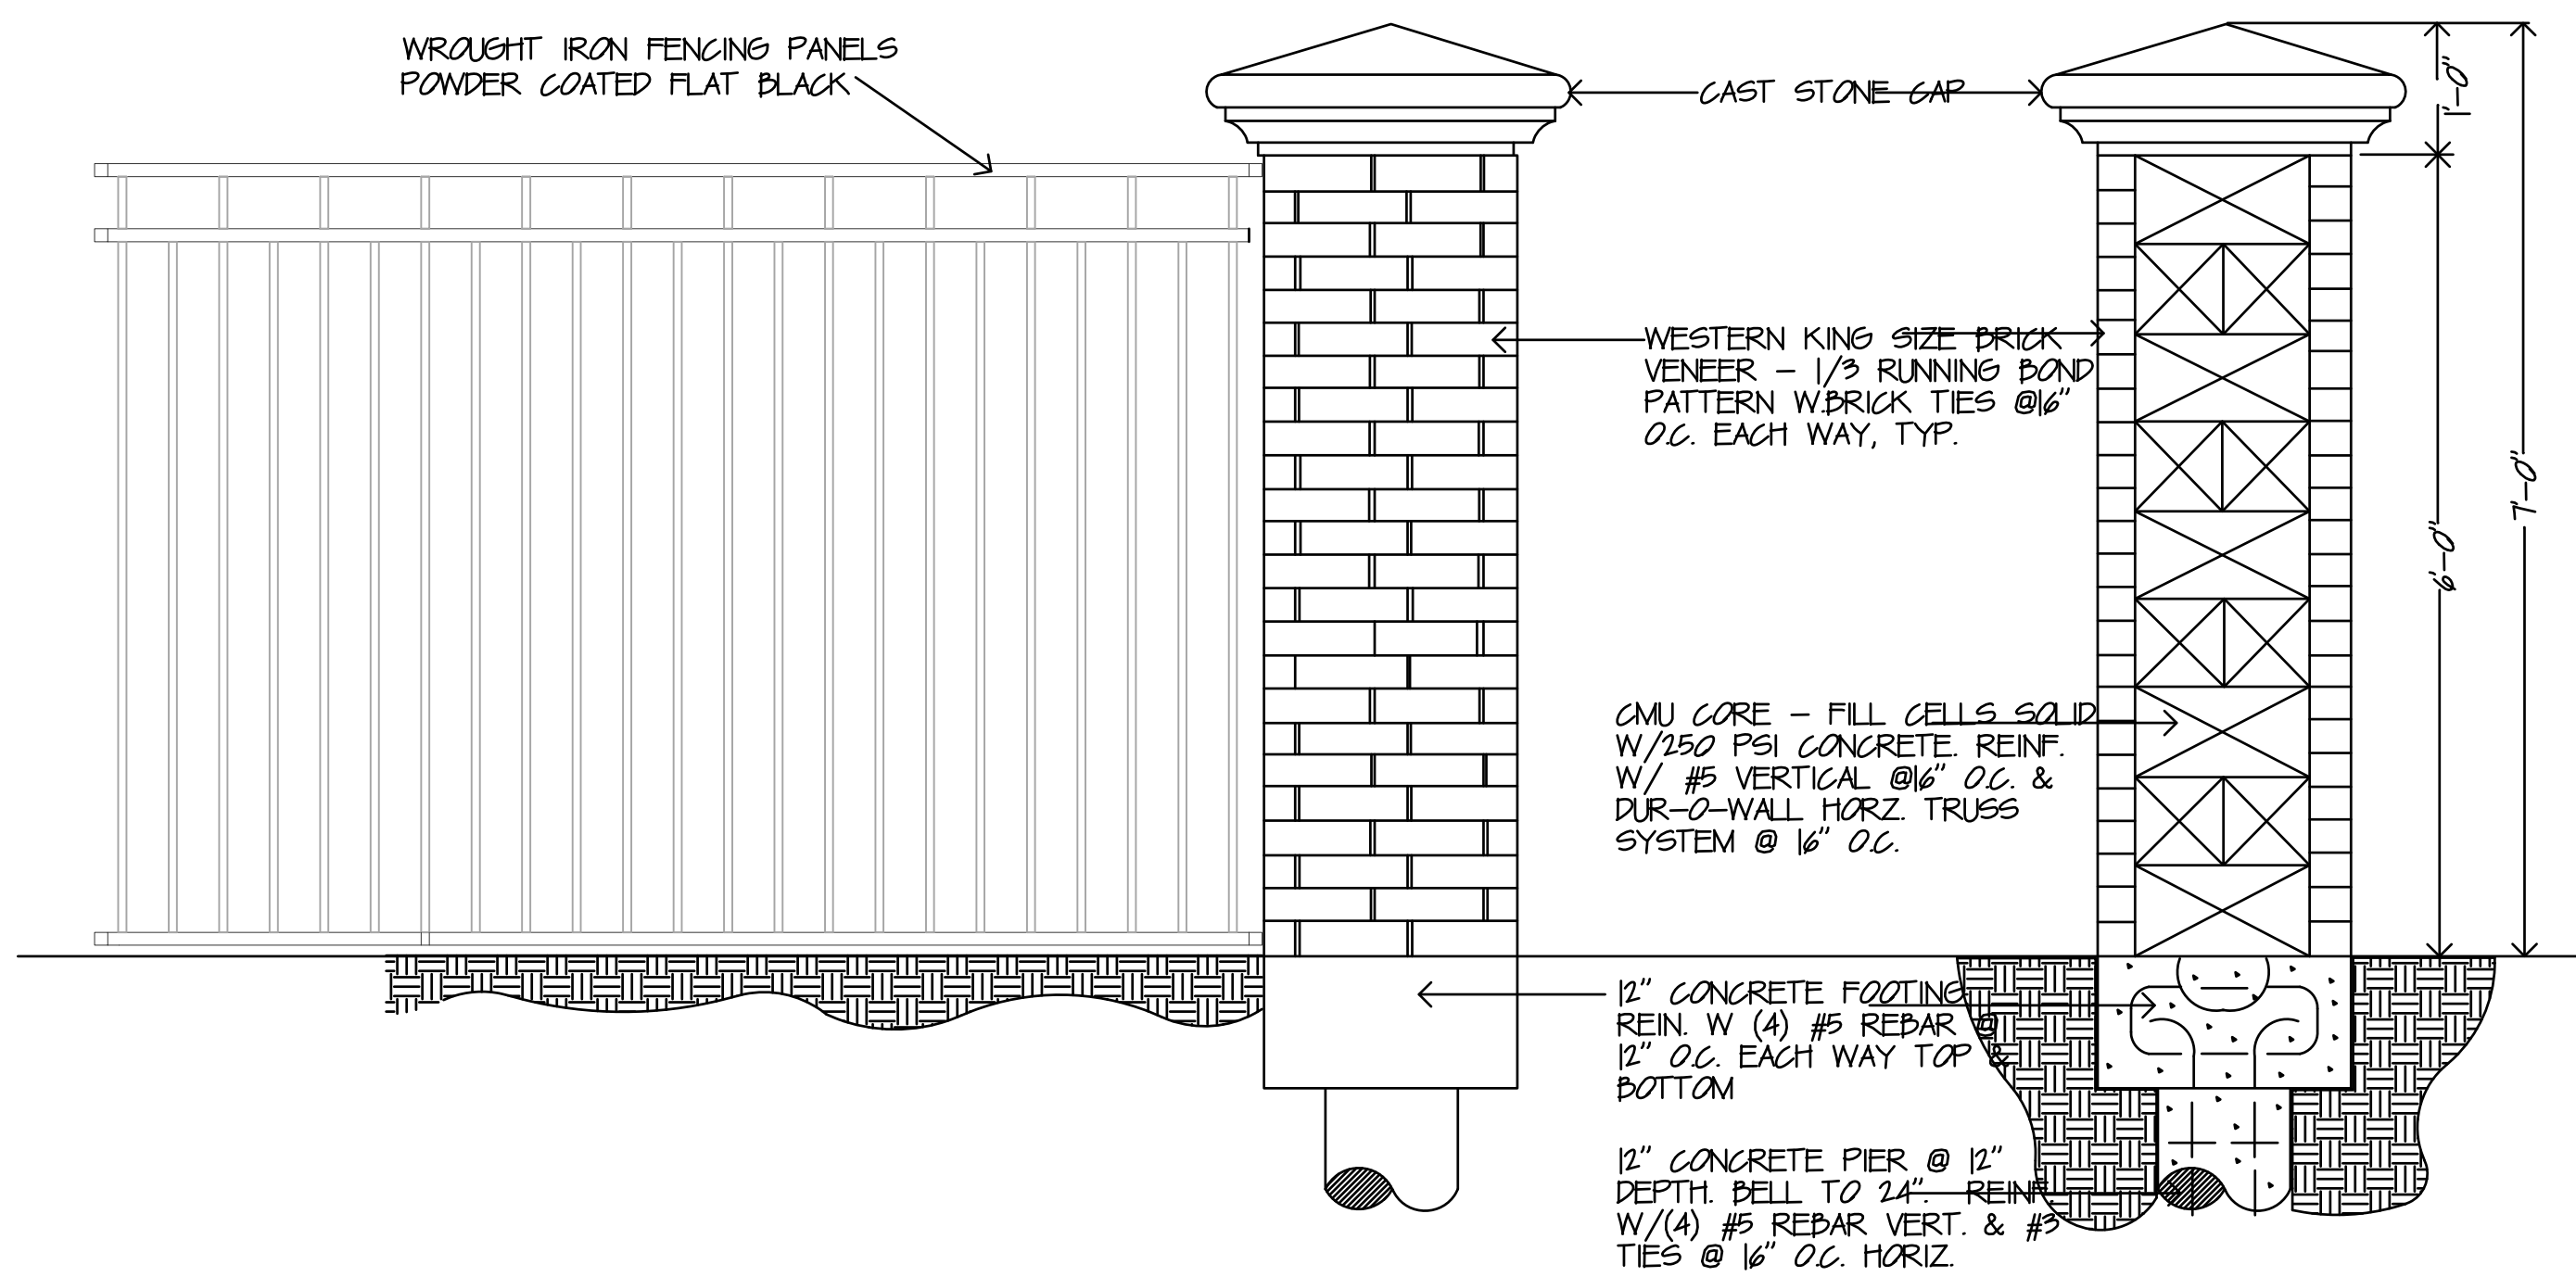 WROUGHT IRON FENCING PANELS
POWDER COATED FLAT BLACK
CAST STONE CAP
1'-0"
WESTERN KING SIZE BRICK
VENEER - 1/3 RUNNING BOND
PATTERN W.BRICK TIES @16"
O.C. EACH WAY, TYP.
7'-0"
6'-0"
CMU CORE - FILL CELLS SOLID
W/250 PSI CONCRETE. REINF.
W/ #5 VERTICAL @16" O.C. &
DUR-O-WALL HORZ. TRUSS
SYSTEM @ 16" O.C.
12" CONCRETE FOOTING
REIN. W (4) #5 REBAR @
12" O.C. EACH WAY TOP &
BOTTOM
12" CONCRETE PIER @ 12"
DEPTH. BELL TO 24". REINF.
W/(4) #5 REBAR VERT. & #3
TIES @ 16" O.C. HORIZ.